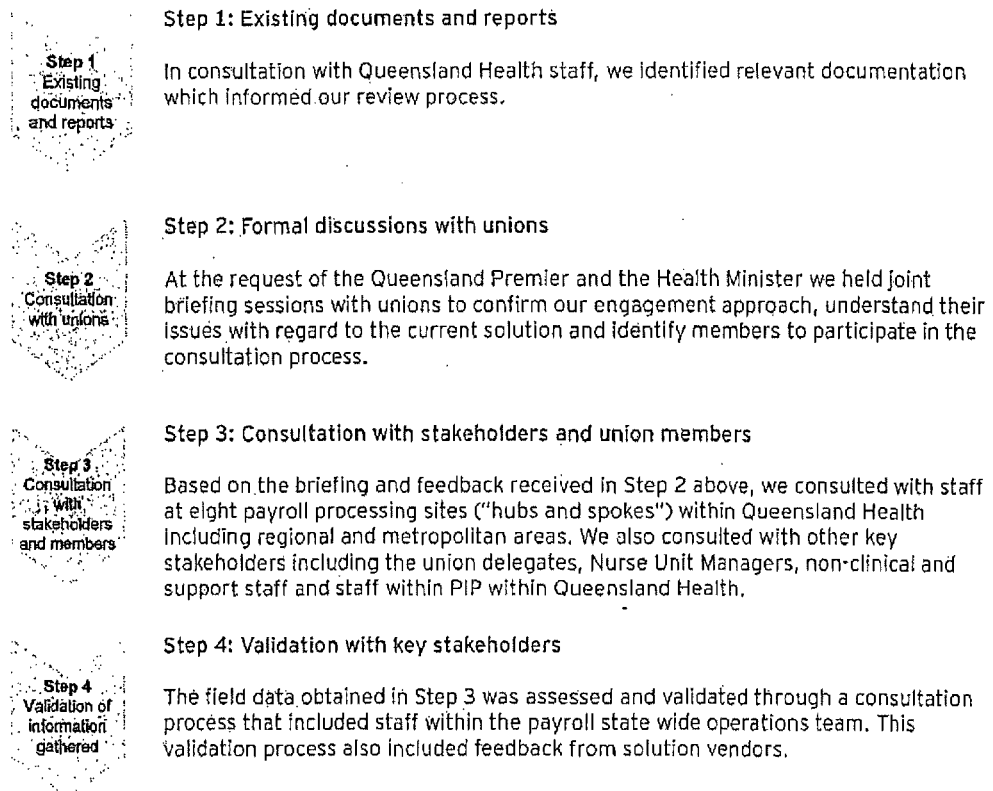 Step 1: Existing documents and reports
Step 1
Existing
documents
and reports
In consultation with Queensland Health staff, we identified relevant documentation
which informed our review process.
Step 2: Formal discussions with unions
Step 2
Consultation
with unions
At the request of the Queensland Premier and the Health Minister we held joint
briefing sessions with unions to confirm our engagement approach, understand their
issues with regard to the current solution and identify members to participate in the
consultation process.
Step 3: Consultation with stakeholders and union members
Step 3
Consultation
with
stakeholders
and members
Based on the briefing and feedback received in Step 2 above, we consulted with staff
at eight payroll processing sites ("hubs and spokes") within Queensland Health
including regional and metropolitan areas. We also consulted with other key
stakeholders including the union delegates, Nurse Unit Managers, non-clinical and
support staff and staff within PIP within Queensland Health.
Step 4: Validation with key stakeholders
Step 4
Validation of
information
gathered
The field data obtained in Step 3 was assessed and validated through a consultation
process that included staff within the payroll state wide operations team. This
validation process also included feedback from solution vendors.